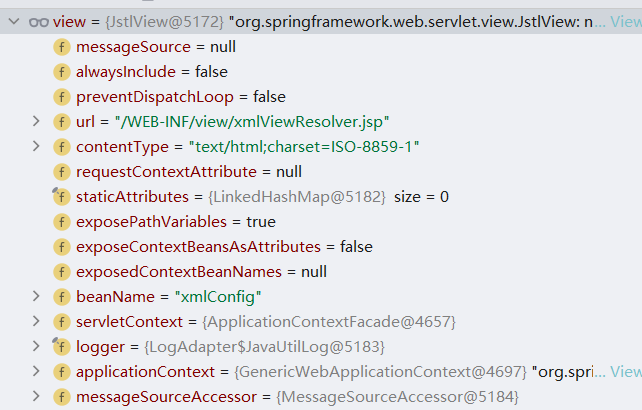 view = {JstlView@5172} "org.springframework.web.servlet.view.JstlView: n... View
f messageSource = null
f alwaysInclude = false
f preventDispatchLoop = false
f url = "/WEB-INF/view/xmlViewResolver.jsp"
f contentType = "text/html;charset=ISO-8859-1"
f requestContextAttribute = null
f staticAttributes = {LinkedHashMap@5182} size = 0
f exposePathVariables = true
f exposeContextBeansAsAttributes = false
f exposedContextBeanNames = null
f beanName = "xmlConfig"
f servletContext = {ApplicationContextFacade@4657}
f logger = {LogAdapter$JavaUtilLog@5183}
f applicationContext = {GenericWebApplicationContext@4697} "org.spri... View
f messageSourceAccessor = {MessageSourceAccessor@5184}